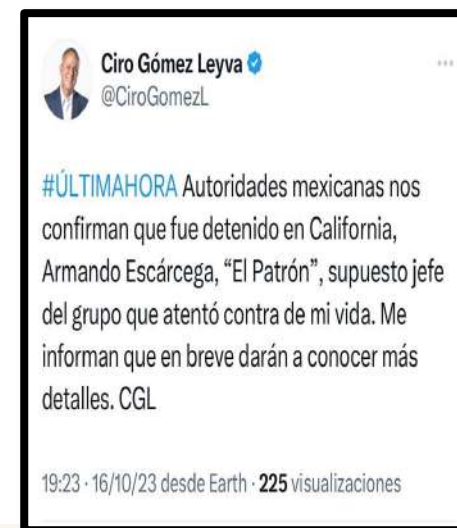 Ciro Gómez Leyva
@CiroGomezL
#ÚLTIMAHORA Autoridades mexicanas nos
confirman que fue detenido en California,
Armando Escárcega, “El Patrón”, supuesto jefe
del grupo que atentó contra de mi vida. Me
informan que en breve darán a conocer más
detalles. CGL
19:23 · 16/10/23 desde Earth · 225 visualizaciones